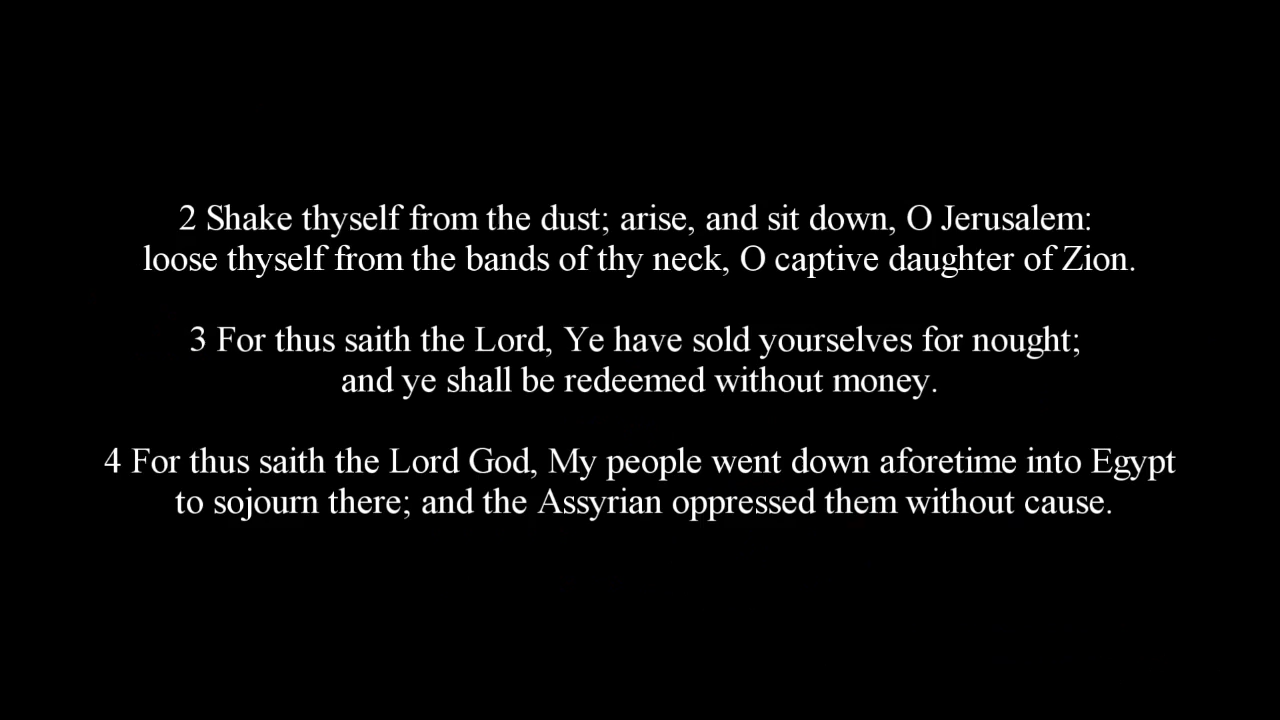 2 Shake thyself from the dust; arise, and sit down, O Jerusalem:
loose thyself from the bands of thy neck, O captive daughter of Zion.
3 For thus saith the Lord, Ye have sold yourselves for nought;
and ye shall be redeemed without money.
4 For thus saith the Lord God, My people went down aforetime into Egypt
to sojourn there; and the Assyrian oppressed them without cause.